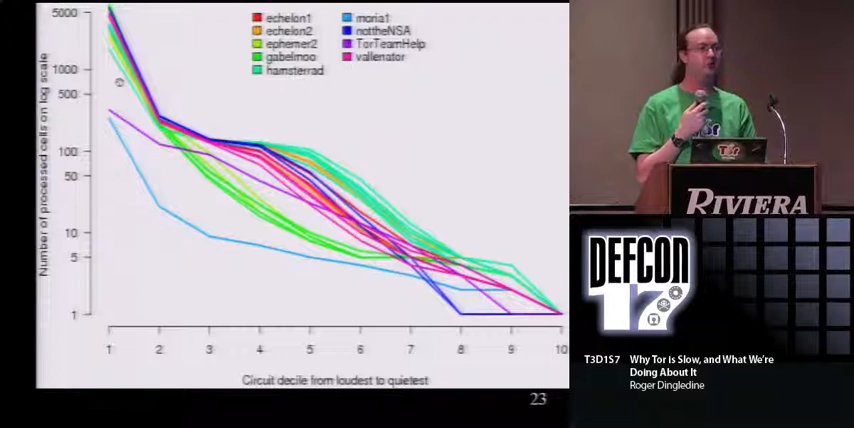 5000
1000
500
100
50
10
5
1
Number of processed cells on log scale
echelon1
echelon2
ephemer2
gabelmoo
hamsterrad
moria1
nottheNSA
TorTeamHelp
vallenator
1 2 3 4 5 6 7 8 9 10
Circuit decile from loudest to quietest
23
Tor
Tor
RIVIERA
DEFCON
17
T3D1S7 Why Tor is Slow, and What We're
Doing About It
Roger Dingledine